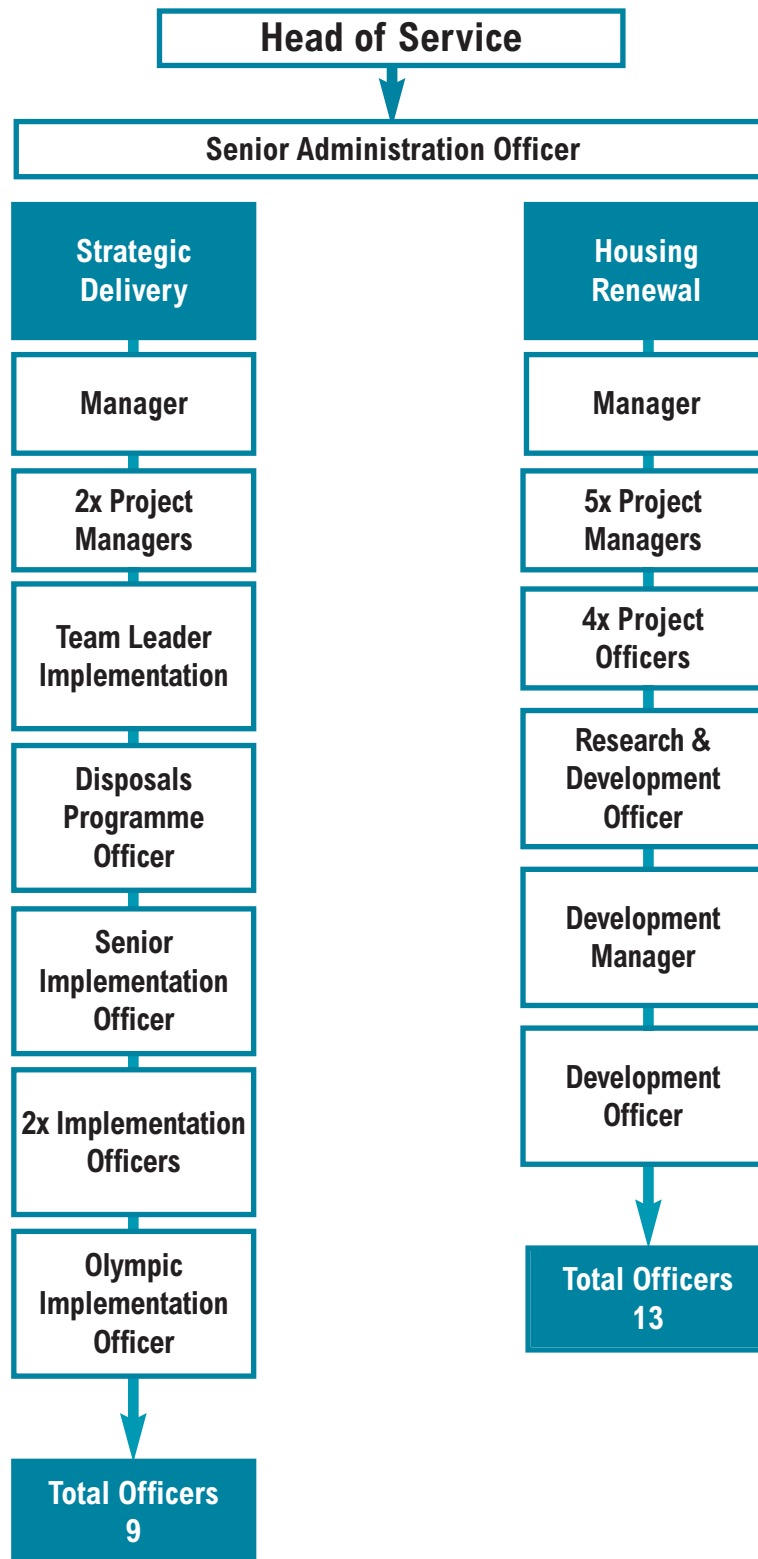 Head of Service
Senior Administration Officer
Strategic
Delivery
Manager
2x Project
Managers
Team Leader
Implementation
Disposals
Programme
Officer
Senior
Implementation
Officer
2x Implementation
Officers
Olympic
Implementation
Officer
Total Officers
9
Housing
Renewal
Manager
5x Project
Managers
4x Project
Officers
Research &
Development
Officer
Development
Manager
Development
Officer
Total Officers
13